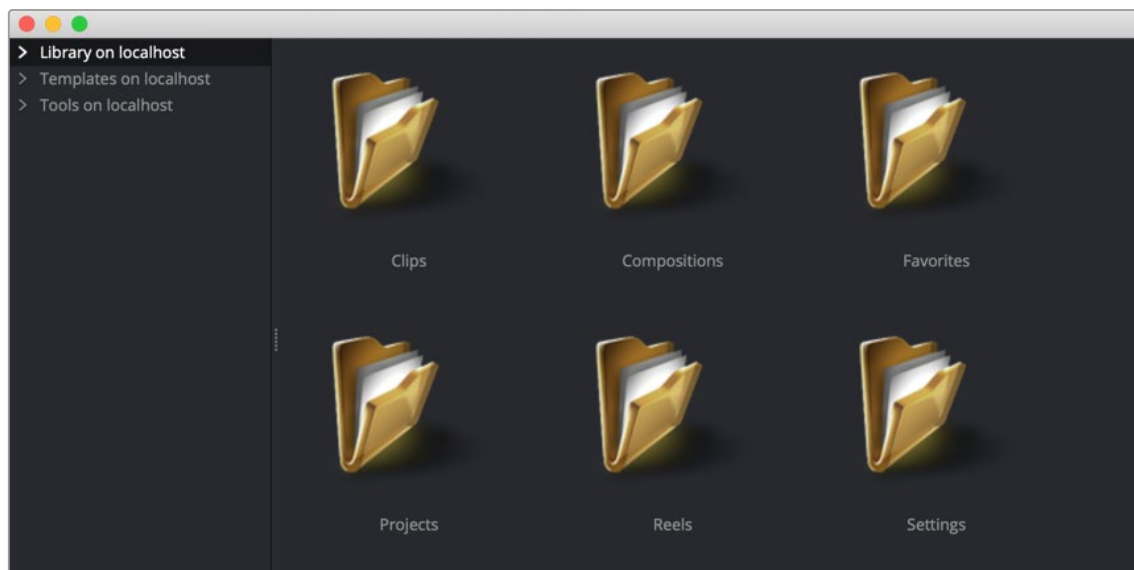 Library on localhost
Templates on localhost
Tools on localhost
Clips
Compositions
Favorites
Projects
Reels
Settings